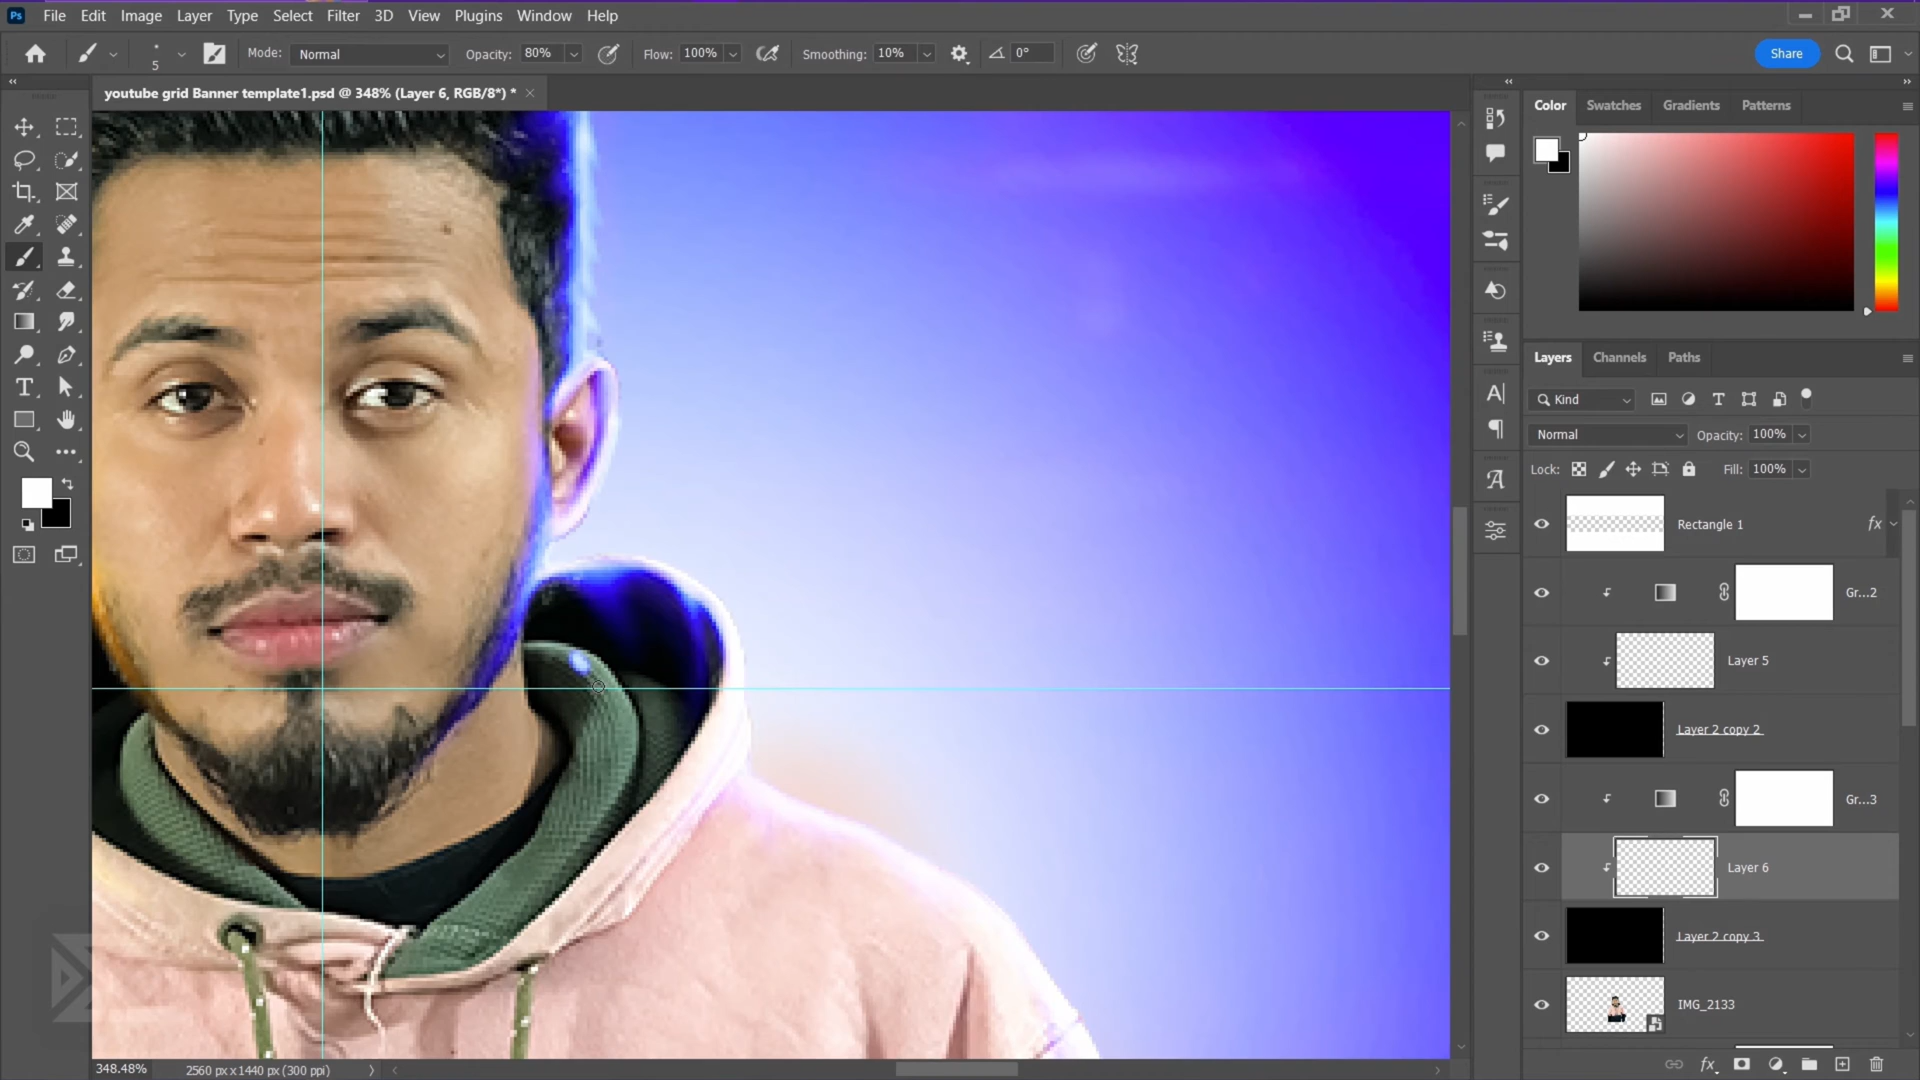 Ps File Edit Image Layer Type Select Filter 3D View Plugins Window Help
5 Mode: Normal Opacity: 80% Flow: 100% Smoothing: 10% 0° Share
youtube grid Banner template1.psd @ 348% (Layer 6, RGB/8*) *
Color Swatches Gradients Patterns
Layers Channels Paths
Kind
Normal Opacity: 100%
Lock: Fill: 100%
Rectangle 1 fx
Gr...2
Layer 5
Layer 2 copy 2
Gr...3
Layer 6
Layer 2 copy 3
IMG_2133
348.48% 2560 px x 1440 px (300 ppi)
fx